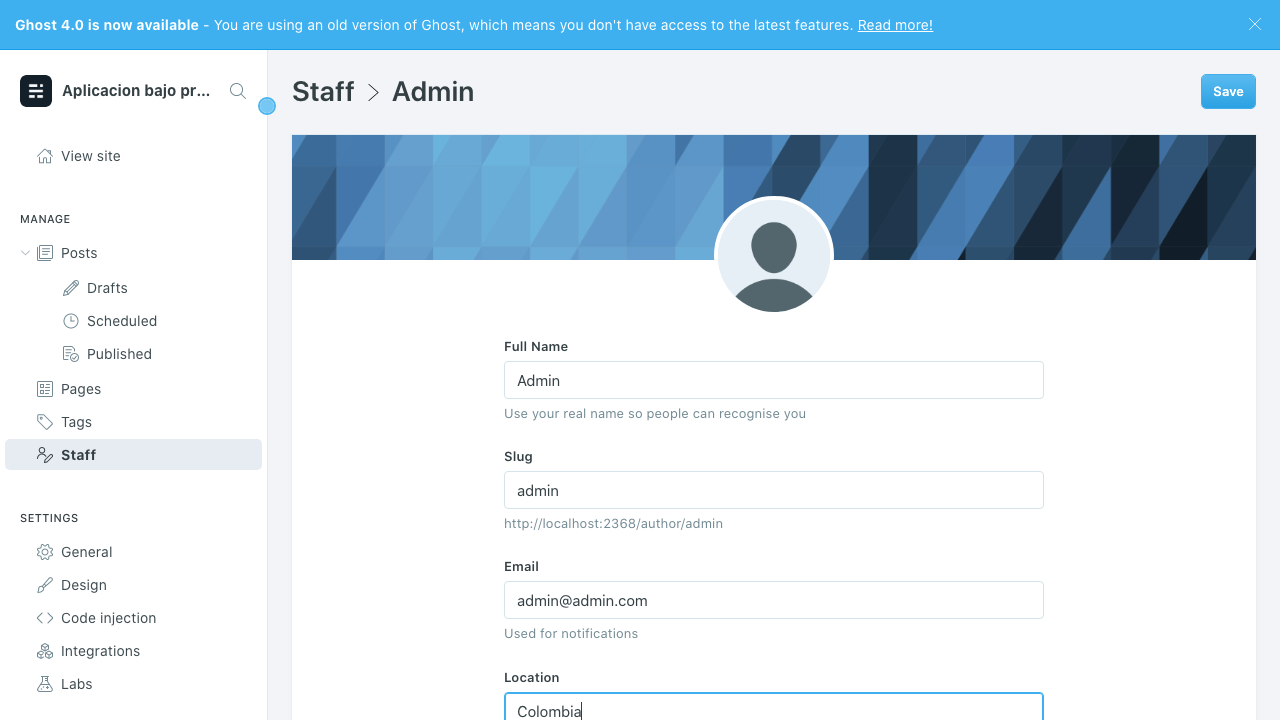 Ghost 4.0 is now available - You are using an old version of Ghost, which means you don't have access to the latest features. Read more!
Aplicacion bajo pr...
View site
MANAGE
Posts
Drafts
Scheduled
Published
Pages
Tags
Staff
SETTINGS
General
Design
Code injection
Integrations
Labs
Staff > Admin
Save
Full Name
Admin
Use your real name so people can recognise you
Slug
admin
http://localhost:2368/author/admin
Email
admin@admin.com
Used for notifications
Location
Colombia